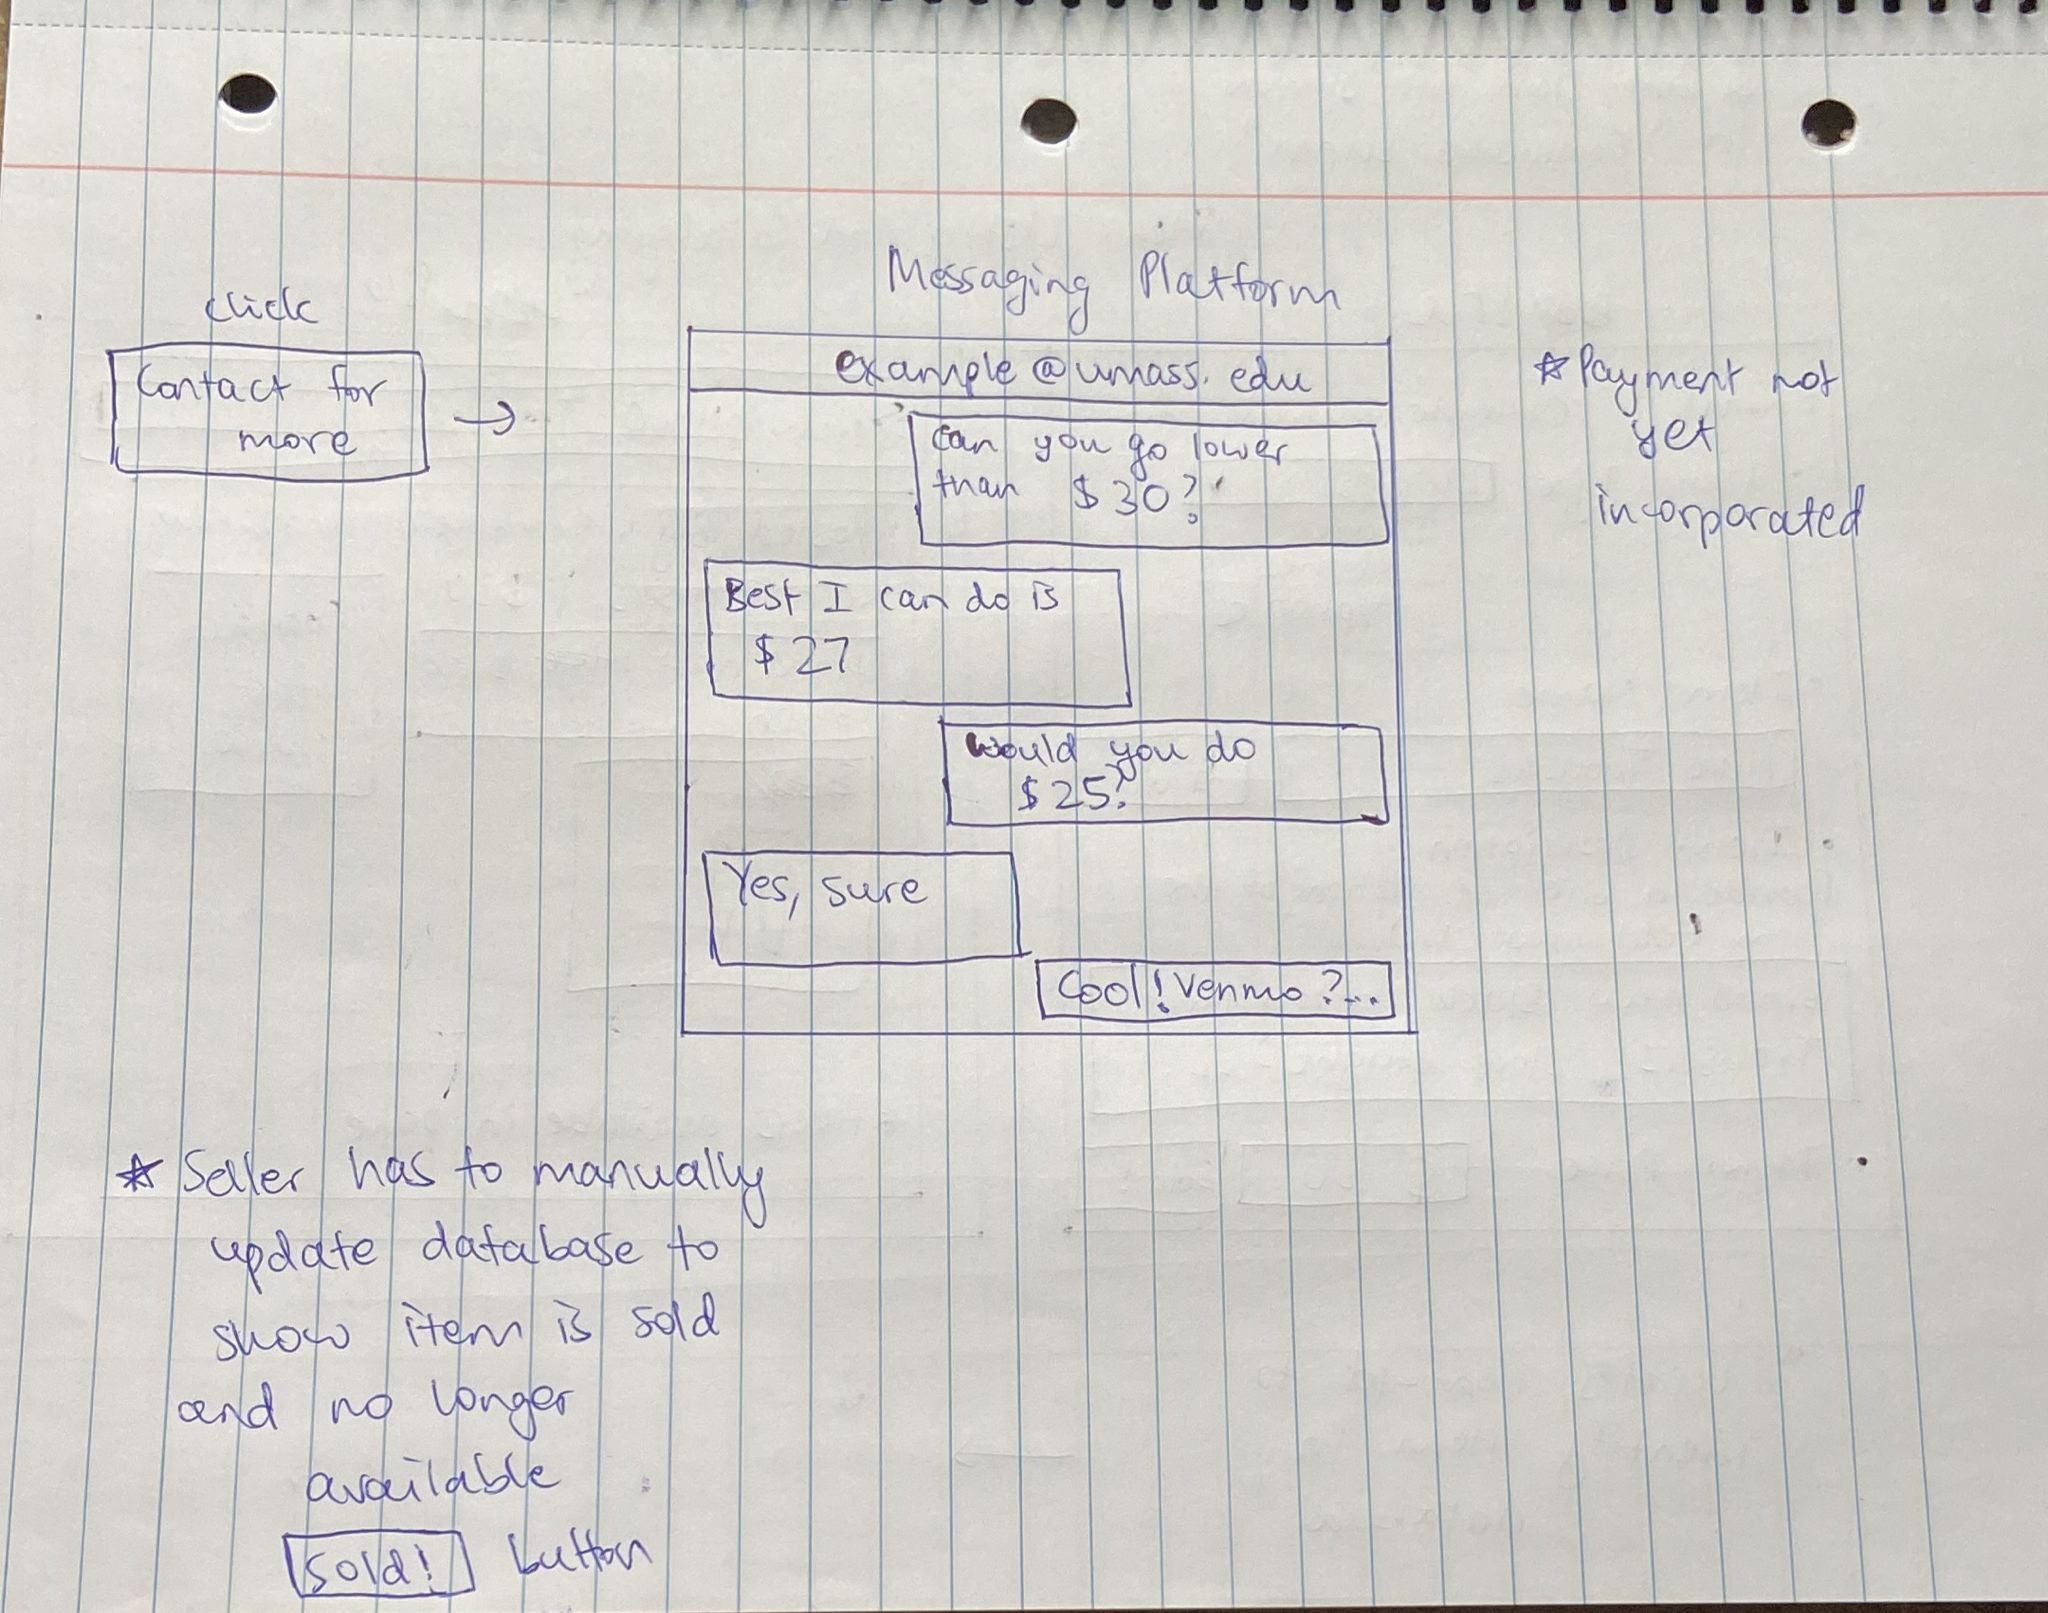 click
Contact for
more
→
Messaging Platform
example@umass.edu
Can you go lower
than $30?
Best I can do is
$27
Would you do
$25?
Yes, sure
Cool! Venmo?...
☆ Payment not
yet
incorporated
☆ Seller has to manually
update database to
show item is sold
and no longer
available
sold! button